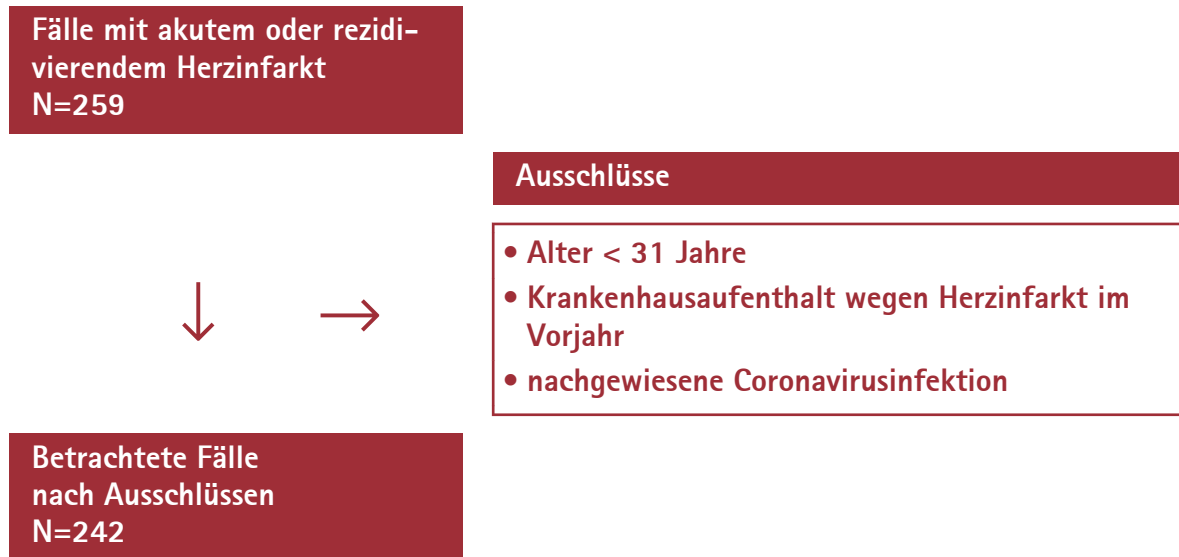 Fälle mit akutem oder rezidi-
vierendem Herzinfarkt
N=259
Ausschlüsse
• Alter < 31 Jahre
• Krankenhausaufenthalt wegen Herzinfarkt im
Vorjahr
• nachgewiesene Coronavirusinfektion
Betrachtete Fälle
nach Ausschlüssen
N=242